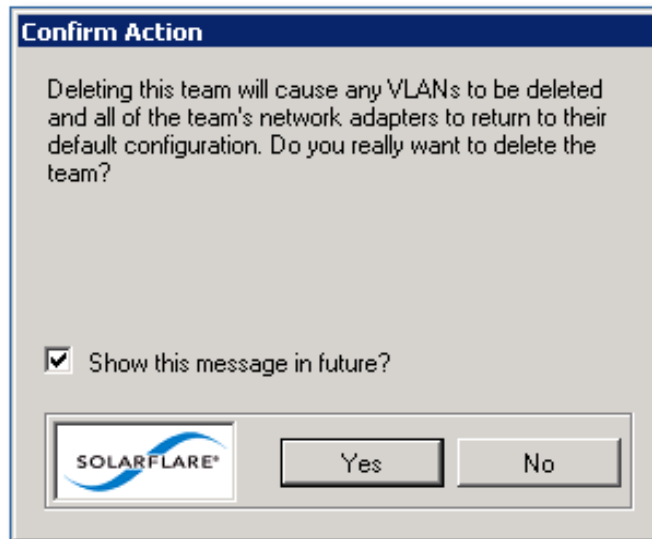 Confirm Action
Deleting this team will cause any VLANs to be deleted
and all of the team's network adapters to return to their
default configuration. Do you really want to delete the
team?
Show this message in future?
SOLARFLARE®
Yes
No